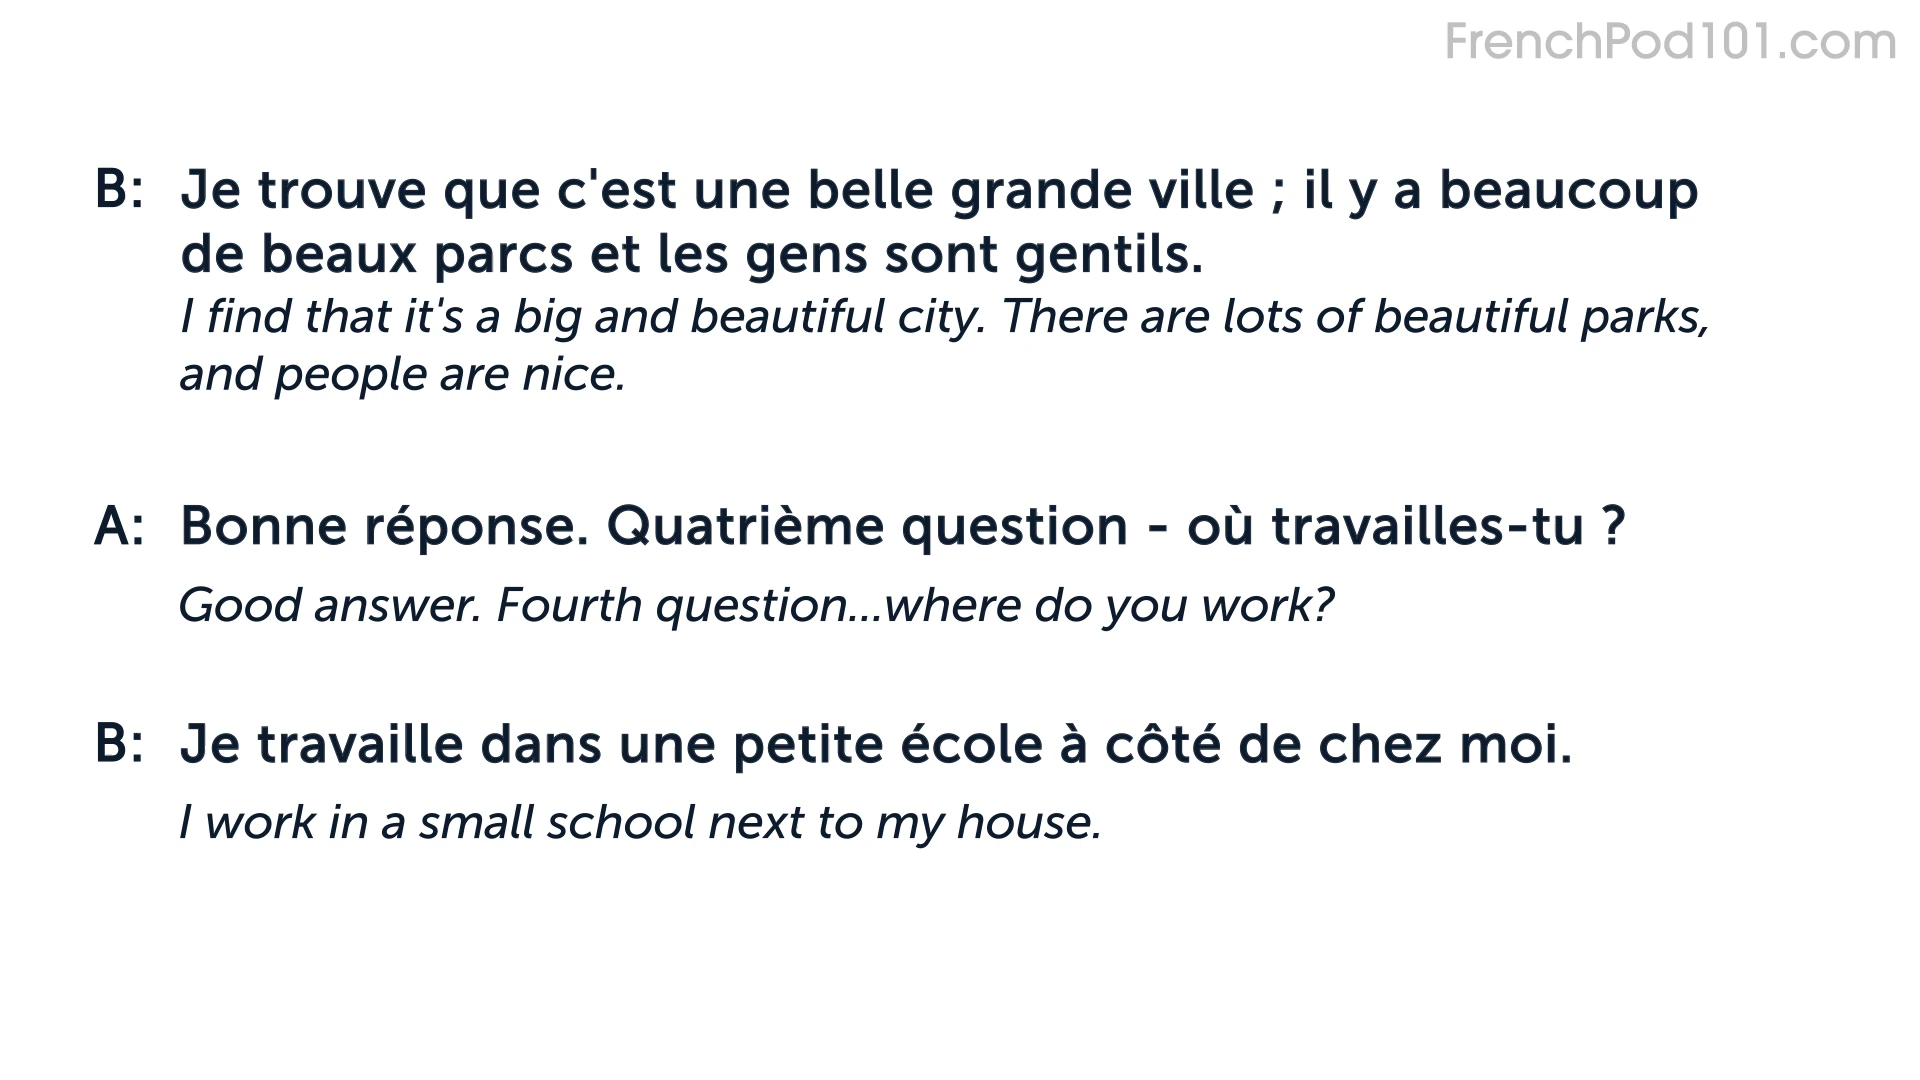 FrenchPod101.com
B: Je trouve que c'est une belle grande ville ; il y a beaucoup
de beaux parcs et les gens sont gentils.
I find that it's a big and beautiful city. There are lots of beautiful parks,
and people are nice.
A: Bonne réponse. Quatrième question - où travailles-tu ?
Good answer. Fourth question...where do you work?
B: Je travaille dans une petite école à côté de chez moi.
I work in a small school next to my house.